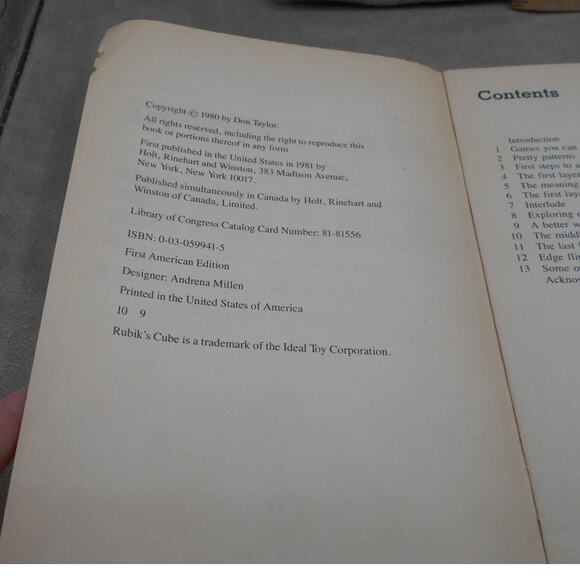 Copyright © 1980 by Don Taylor.
All rights reserved, including the right to reproduce this
book or portions thereof in any form.
First published in the United States in 1981 by
Holt, Rinehart and Winston, 383 Madison Avenue,
New York, New York 10017.
Published simultaneously in Canada by Holt, Rinehart and
Winston of Canada, Limited.
Library of Congress Catalog Card Number: 81-81556
ISBN: 0-03-059941-5
First American Edition
Designer: Andrena Millen
Printed in the United States of America
10 9
Rubik's Cube is a trademark of the Ideal Toy Corporation.
Contents
Introduction
1 Games you can
2 Pretty patterns
3 First steps to
4 The first layer
5 The meaning
6 The first
7 Interlude
8 Exploring
9 A better
10 The
11 The last
12 Edge
13 Some